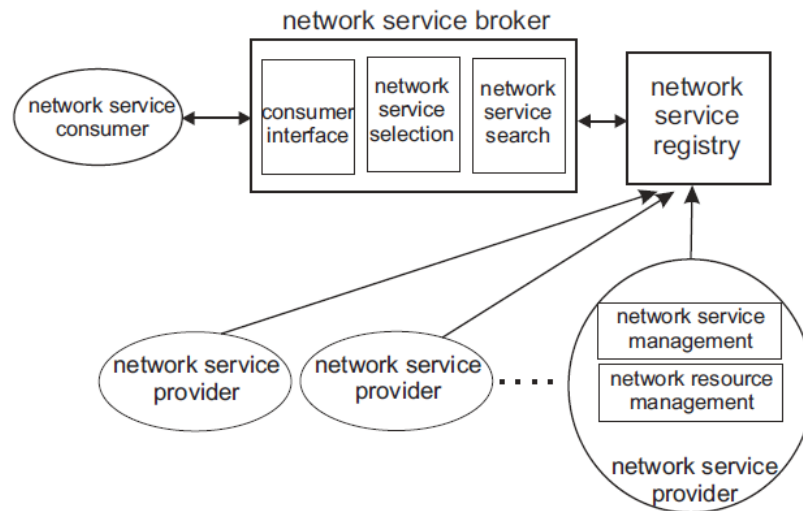 network service broker
network service
consumer
consumer
interface
network
service
selection
network
service
search
network
service
registry
network service
provider
network service
provider
network service
management
network resource
management
network service
provider